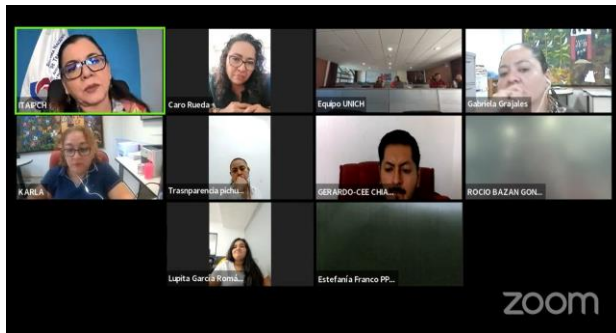 ITAIPCH
Caro Rueda
Equipo UNICH
Gabriela Grajales
KARLA
Trasnparencia pichu...
GERARDO-CEE CHIA...
ROCIO BAZAN GON...
Lupita García Romá...
Estefanía Franco PP...
zoom